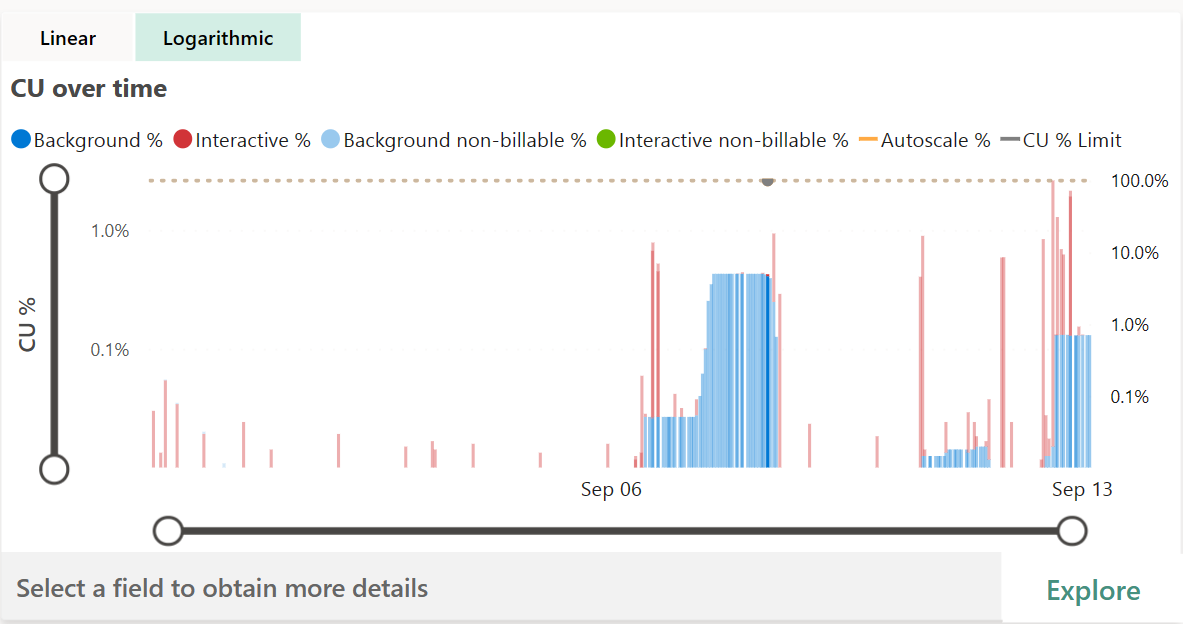 Linear Logarithmic
CU over time
Background % Interactive % Background non-billable % Interactive non-billable % Autoscale % CU % Limit
100.0%
1.0%
10.0%
CU %
1.0%
0.1%
0.1%
Sep 06 Sep 13
Select a field to obtain more details
Explore